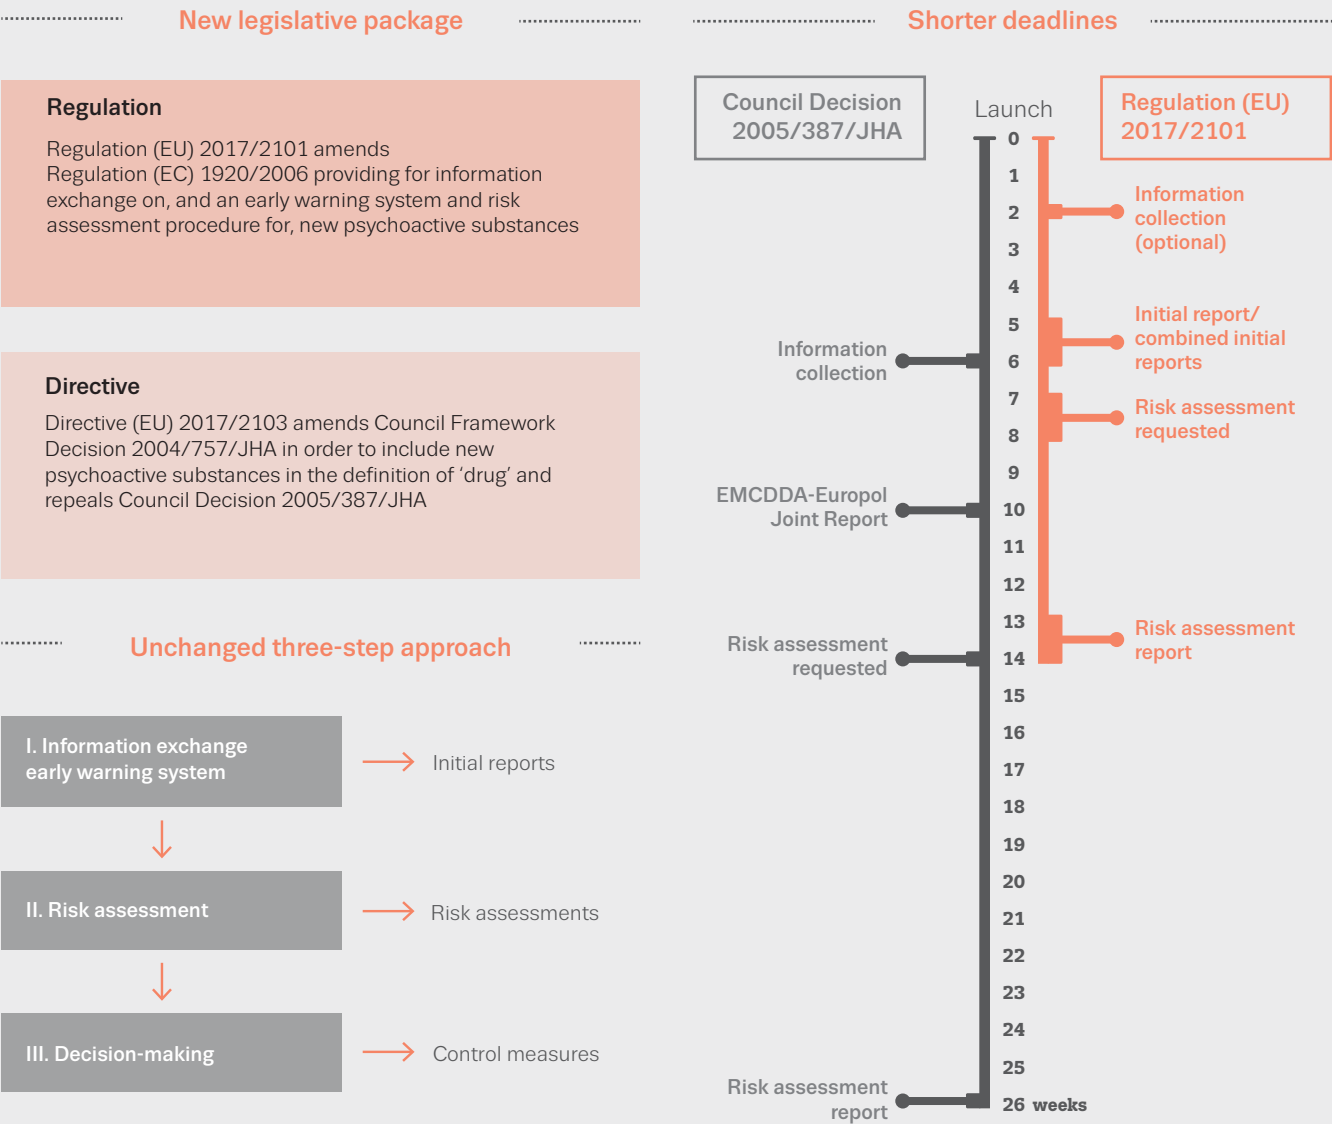 New legislative package
Regulation
Regulation (EU) 2017/2101 amends
Regulation (EC) 1920/2006 providing for information
exchange on, and an early warning system and risk
assessment procedure for, new psychoactive substances
Directive
Directive (EU) 2017/2103 amends Council Framework
Decision 2004/757/JHA in order to include new
psychoactive substances in the definition of ‘drug’ and
repeals Council Decision 2005/387/JHA
Unchanged three-step approach
I. Information exchange
early warning system
Initial reports
II. Risk assessment
Risk assessments
III. Decision-making
Control measures
Shorter deadlines
Council Decision
2005/387/JHA
Launch
Regulation (EU)
2017/2101
0
1
2
3
4
5
6
7
8
9
10
11
12
13
14
15
16
17
18
19
20
21
22
23
24
25
26 weeks
Information
collection
EMCDDA-Europol
Joint Report
Risk assessment
requested
Risk assessment
report
Information
collection
(optional)
Initial report/
combined initial
reports
Risk assessment
requested
Risk assessment
report